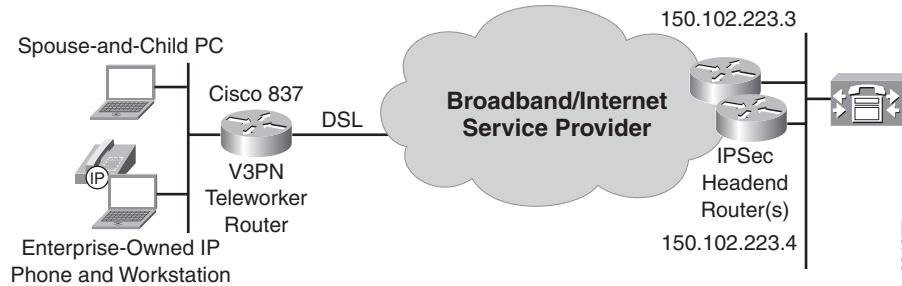 150.102.223.3
Spouse-and-Child PC
Cisco 837
DSL
Broadband/Internet
Service Provider
IP
V3PN
Teleworker
Router
IPSec
Headend
Router(s)
Enterprise-Owned IP
Phone and Workstation
150.102.223.4